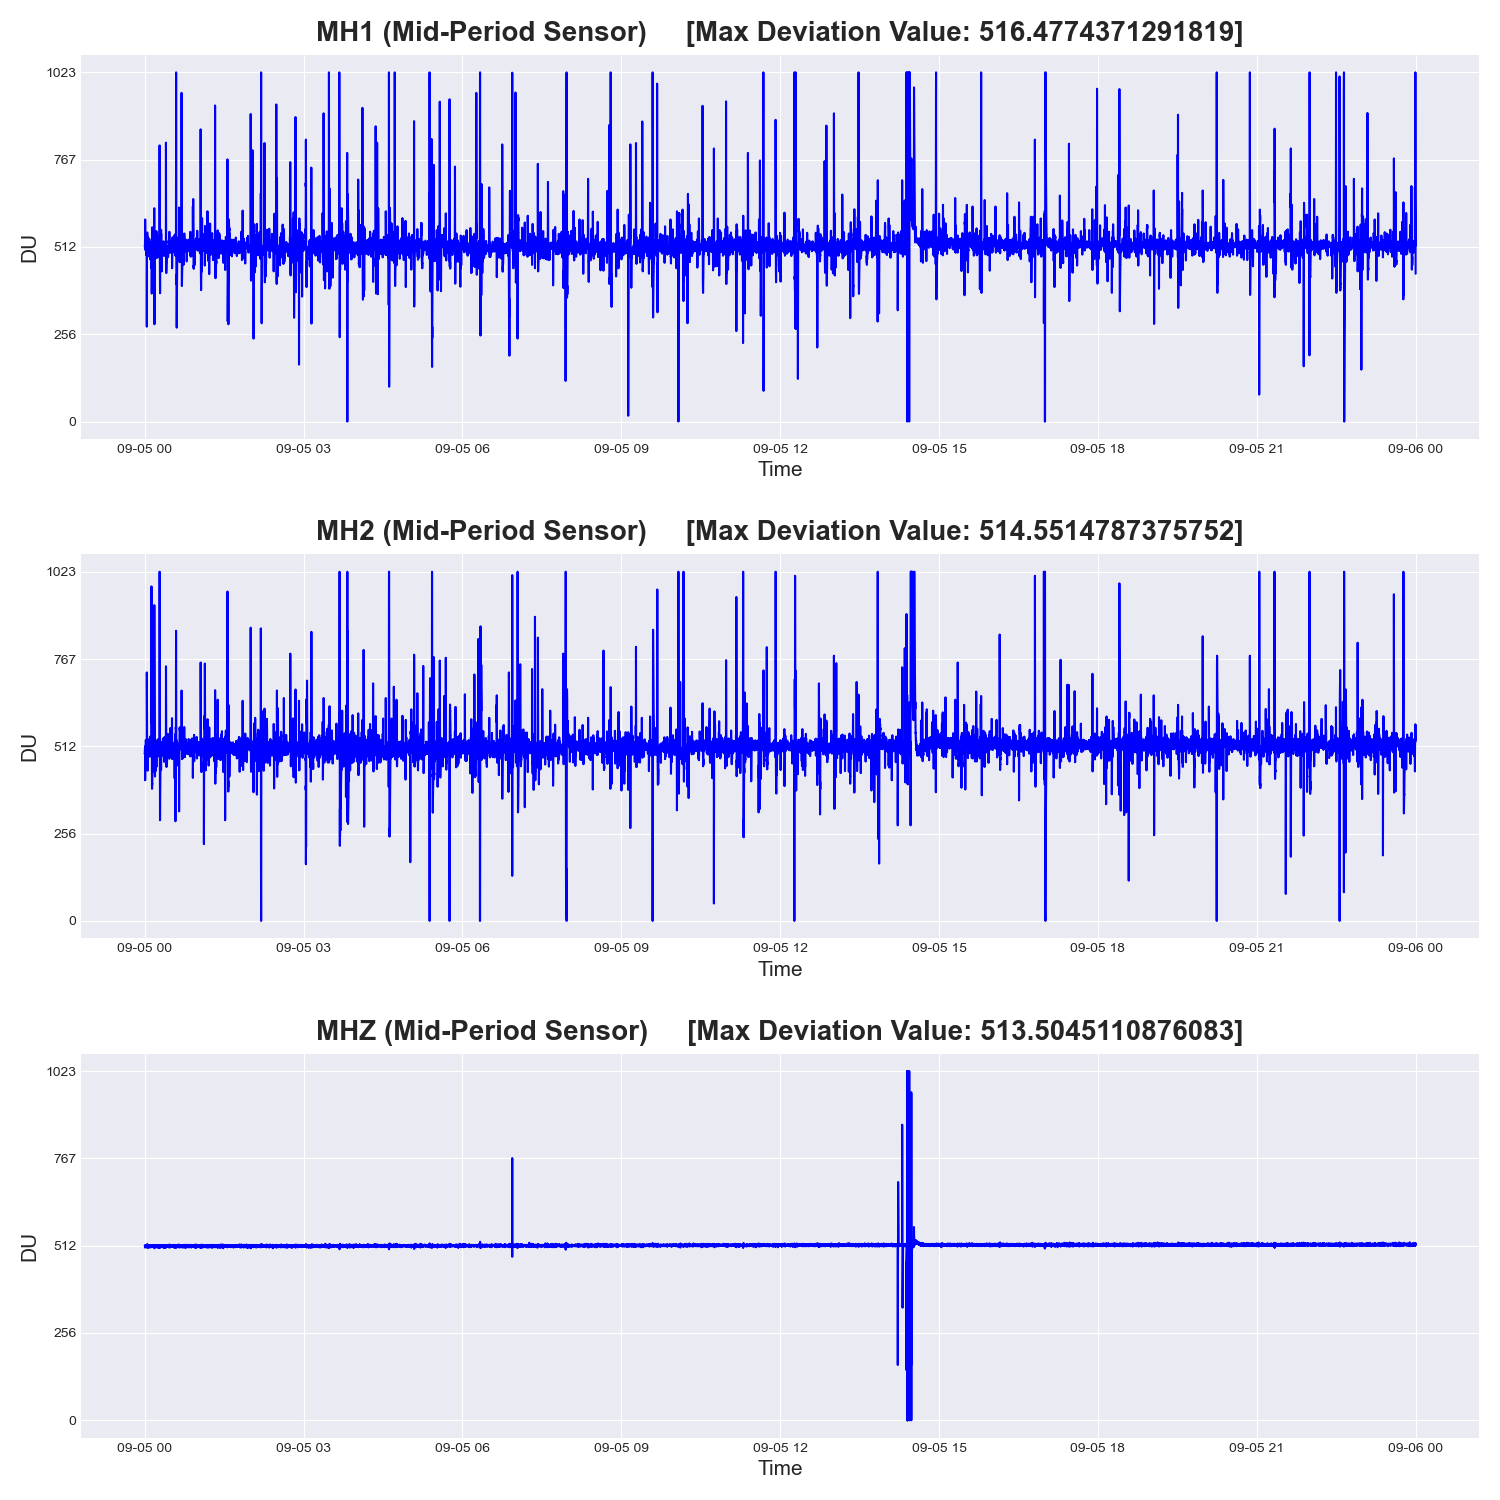 MH1 (Mid-Period Sensor) [Max Deviation Value: 516.4774371291819]
1023
767
512
256
0
DU
09-05 00 09-05 03 09-05 06 09-05 09 09-05 12 09-05 15 09-05 18 09-05 21 09-06 00
Time
MH2 (Mid-Period Sensor) [Max Deviation Value: 514.5514787375752]
1023
767
512
256
0
DU
09-05 00 09-05 03 09-05 06 09-05 09 09-05 12 09-05 15 09-05 18 09-05 21 09-06 00
Time
MHZ (Mid-Period Sensor) [Max Deviation Value: 513.5045110876083]
1023
767
512
256
0
DU
09-05 00 09-05 03 09-05 06 09-05 09 09-05 12 09-05 15 09-05 18 09-05 21 09-06 00
Time